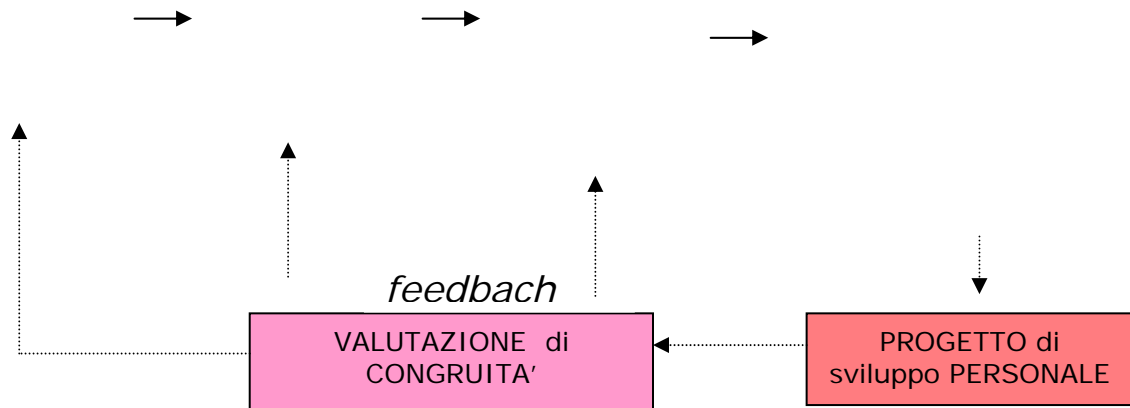 feedbach
VALUTAZIONE di
CONGRUITA’
PROGETTO di
sviluppo PERSONALE